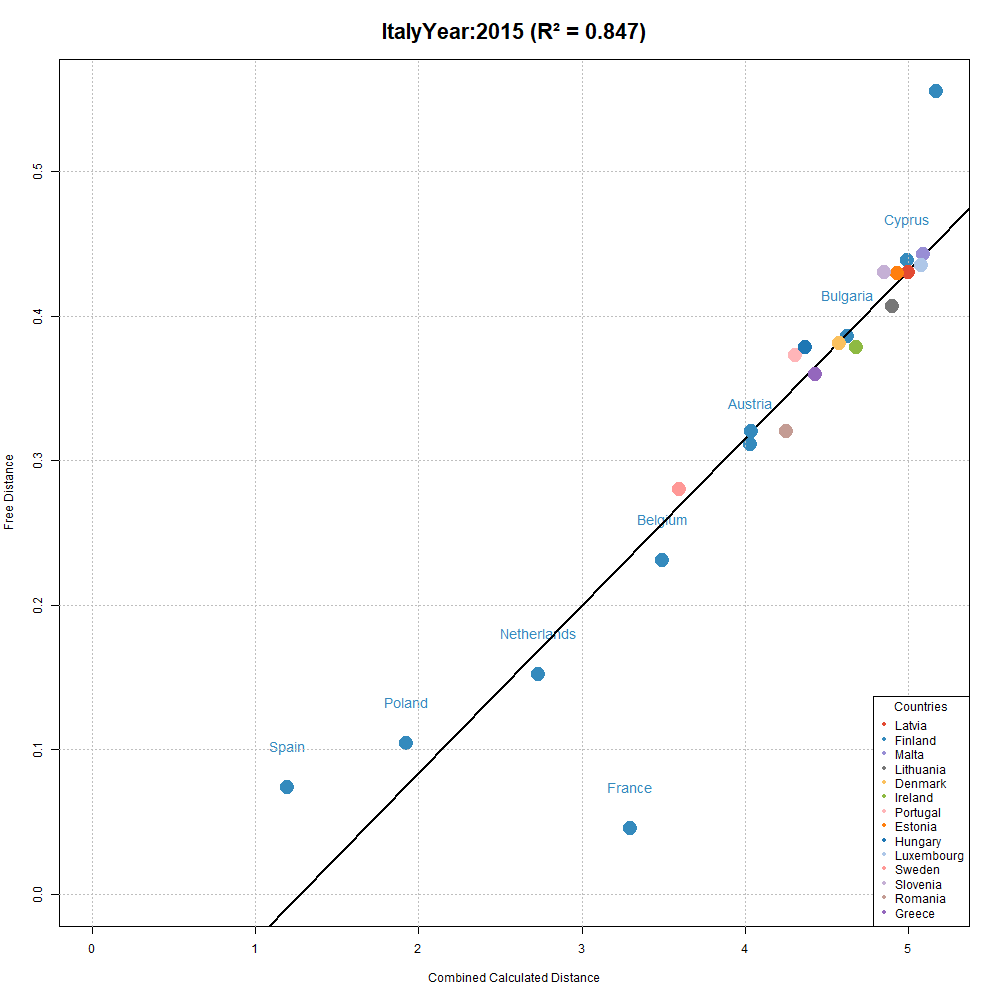 ItalyYear:2015 (R² = 0.847)
Cyprus
Bulgaria
Austria
Belgium
Netherlands
Poland
Spain
France
Free Distance
0.5
0.4
0.3
0.2
0.1
0.0
0
1
2
3
4
5
Combined Calculated Distance
Countries
Latvia
Finland
Malta
Lithuania
Denmark
Ireland
Portugal
Estonia
Hungary
Luxembourg
Sweden
Slovenia
Romania
Greece